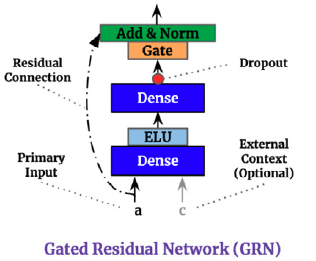 Add & Norm
Gate
Residual
Connection
Dropout
Dense
ELU
Dense
Primary
Input
External
Context
(Optional)
a
c
Gated Residual Network (GRN)